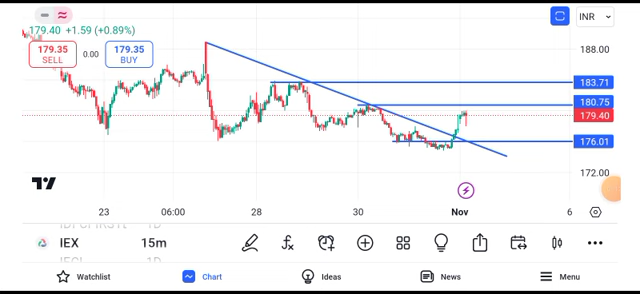 179.40 +1.59 (+0.89%)
179.35
SELL
0.00
179.35
BUY
INR
188.00
183.71
180.75
179.40
176.01
172.00
23
06:00
28
30
Nov
6
1D
IEX
15m
1D
Watchlist
Chart
Ideas
News
Menu